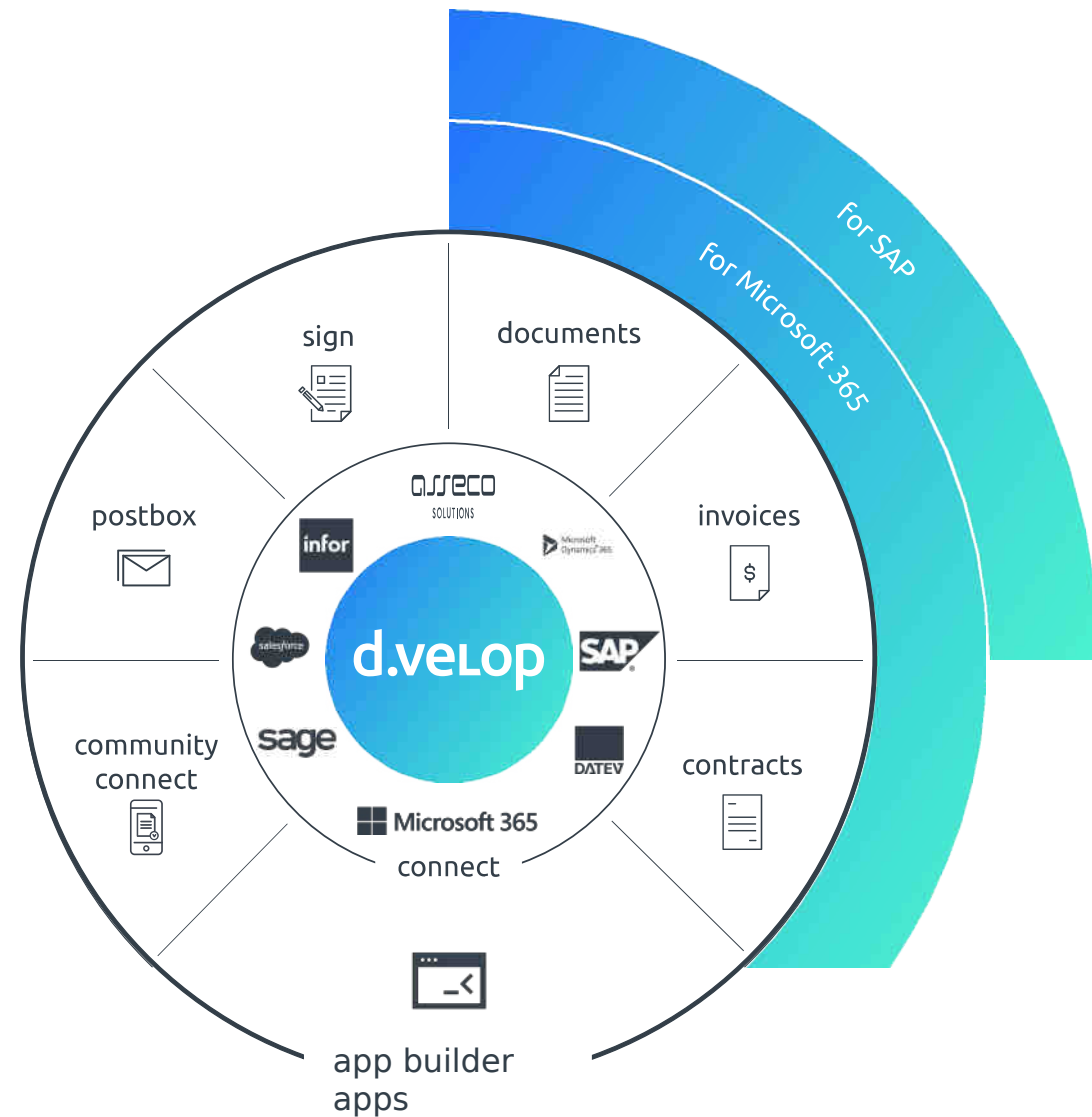 for SAP
for Microsoft 365
sign
documents
postbox
invoices
community
connect
contracts
asseco
SOLUTIONS
infor
Microsoft
Dynamics 365
salesforce
d.velop
SAP
sage
DATEV
Microsoft 365
connect
$
app builder
apps